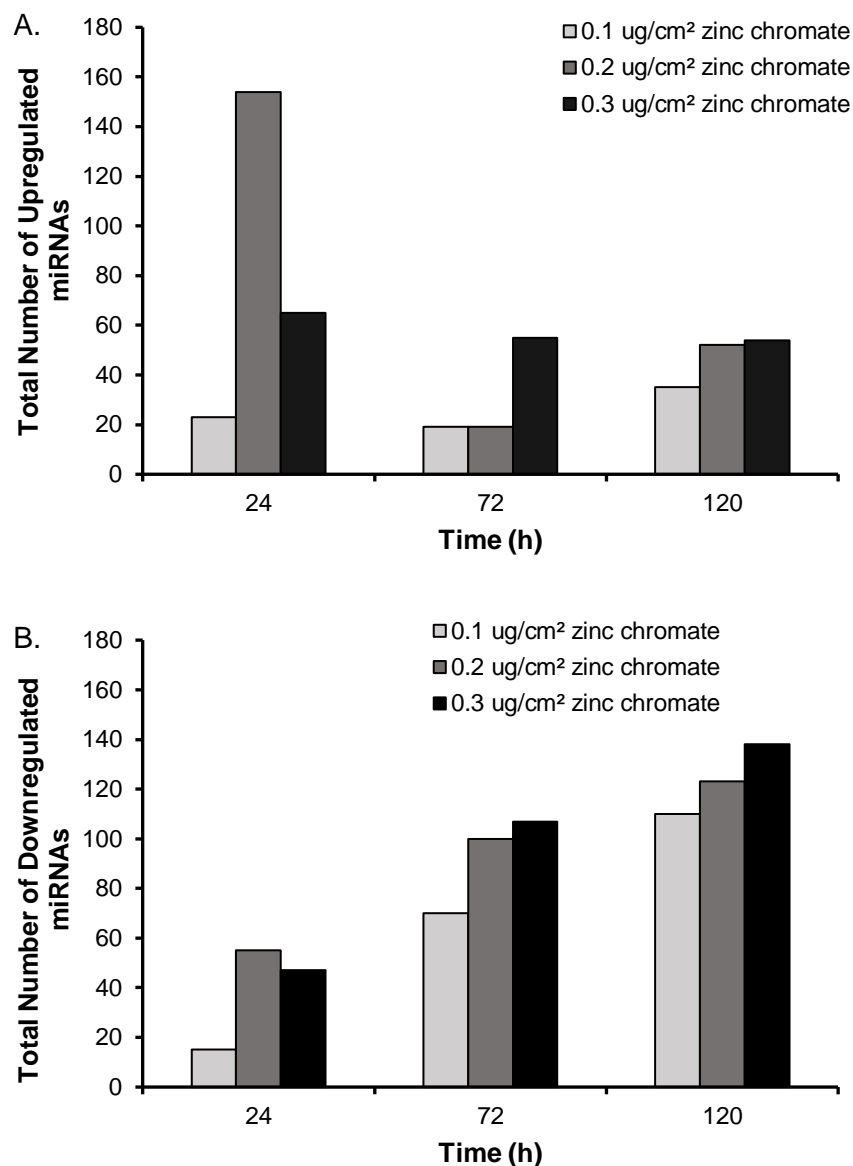 A.
Total Number of Upregulated
miRNAs
180
160
140
120
100
80
60
40
20
0
0.1 ug/cm² zinc chromate
0.2 ug/cm² zinc chromate
0.3 ug/cm² zinc chromate
24 72 120
Time (h)
B.
Total Number of Downregulated
miRNAs
180
160
140
120
100
80
60
40
20
0
0.1 ug/cm² zinc chromate
0.2 ug/cm² zinc chromate
0.3 ug/cm² zinc chromate
24 72 120
Time (h)